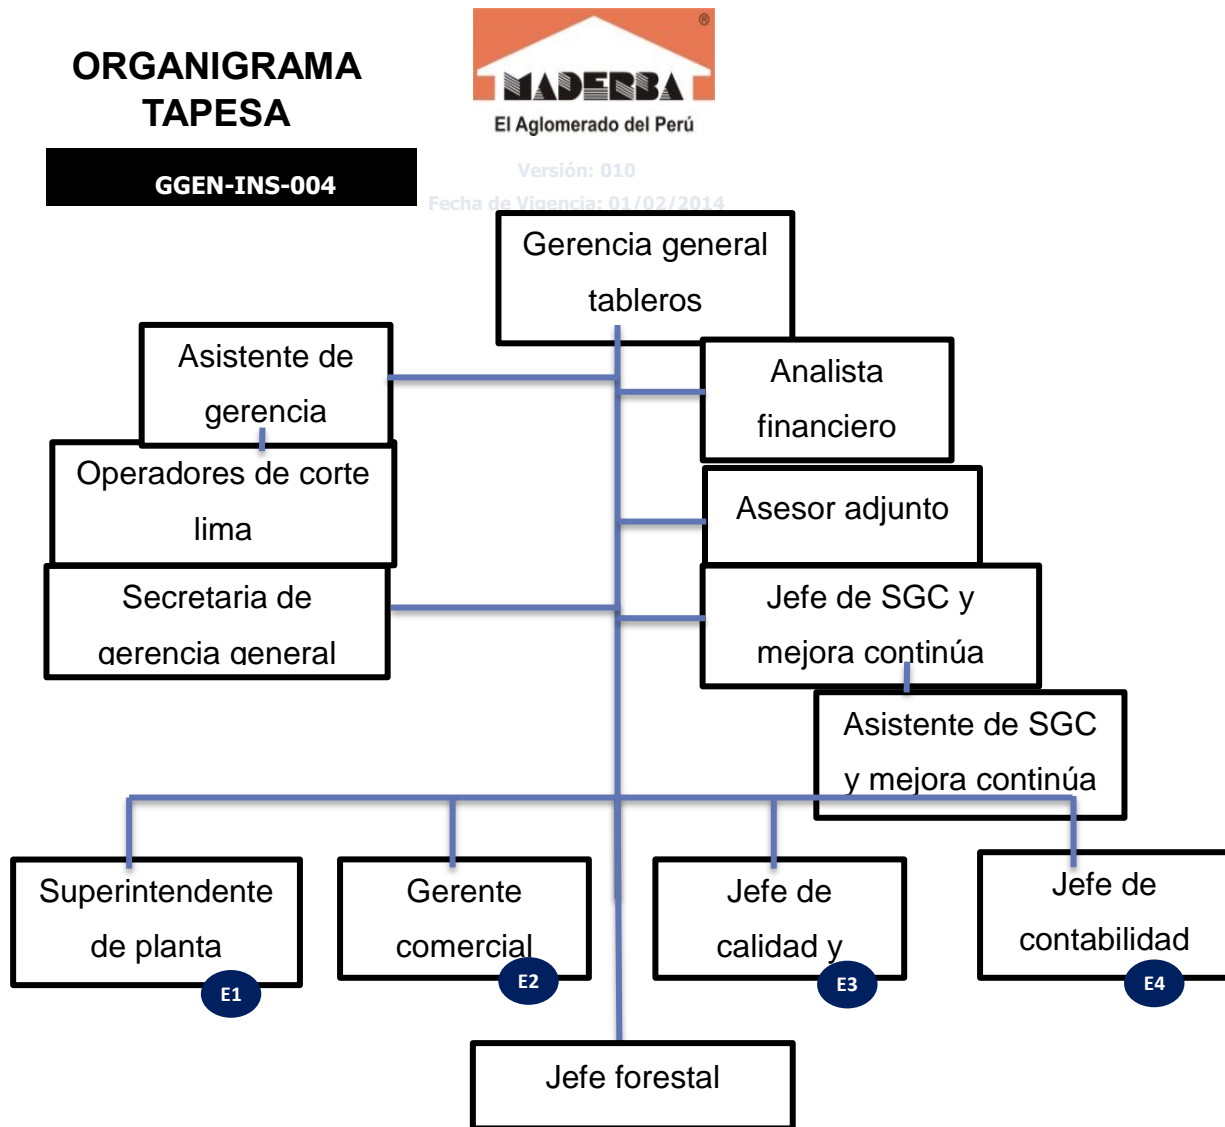 ORGANIGRAMA
TAPESA
GGEN-INS-004
®
MADERBA
El Aglomerado del Perú
Versión: 010
Fecha de Vigencia: 01/02/2014
Gerencia general
tableros
Asistente de
gerencia
Analista
financiero
Operadores de corte
lima
Asesor adjunto
Secretaria de
gerencia general
Jefe de SGC y
mejora continúa
Asistente de SGC
y mejora continúa
Superintendente
de planta
E1
Gerente
comercial
E2
Jefe de
calidad y
E3
Jefe de
contabilidad
E4
Jefe forestal